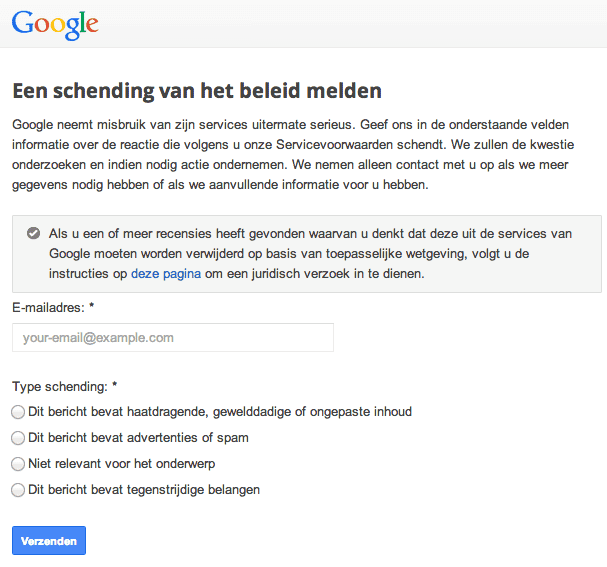 Google
Een schending van het beleid melden
Google neemt misbruik van zijn services uitermate serieus. Geef ons in de onderstaande velden
informatie over de reactie die volgens u onze Servicevoorwaarden schendt. We zullen de kwestie
onderzoeken en indien nodig actie ondernemen. We nemen alleen contact met u op als we meer
gegevens nodig hebben of als we aanvullende informatie voor u hebben.
Als u een of meer recensies heeft gevonden waarvan u denkt dat deze uit de services van
Google moeten worden verwijderd op basis van toepasselijke wetgeving, volgt u de
instructies op deze pagina om een juridisch verzoek in te dienen.
E-mailadres: *
your-email@example.com
Type schending: *
Dit bericht bevat haatdragende, gewelddadige of ongepaste inhoud
Dit bericht bevat advertenties of spam
Niet relevant voor het onderwerp
Dit bericht bevat tegenstrijdige belangen
Verzenden